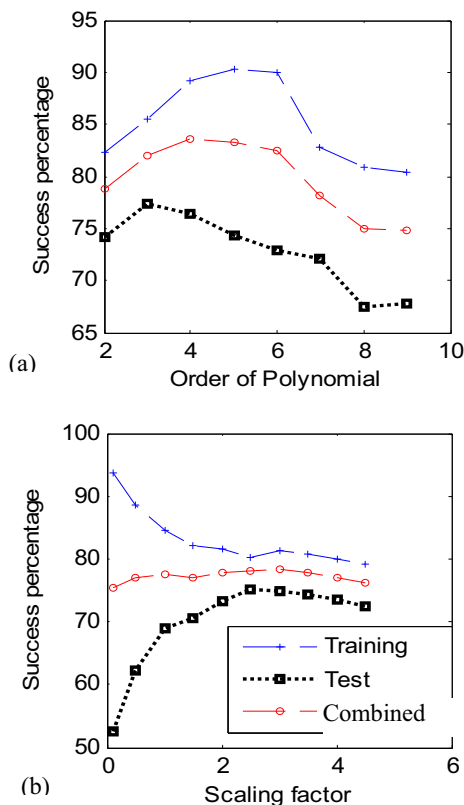 95
90
85
80
75
70
65
Success percentage
2
4
6
8
10
(a)
Order of Polynomial
100
90
80
70
60
50
Success percentage
Training
Test
Combined
0
2
4
6
(b)
Scaling factor